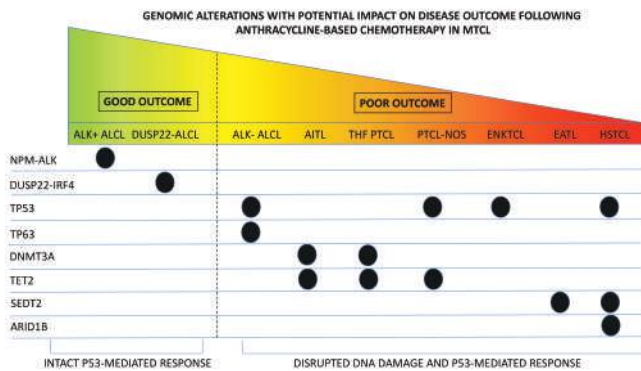 GENOMIC ALTERATIONS WITH POTENTIAL IMPACT ON DISEASE OUTCOME FOLLOWING
ANTHRACYCLINE-BASED CHEMOTHERAPY IN MTCL
GOOD OUTCOME
POOR OUTCOME
ALK+ ALCL DUSP22-ALCL ALK- ALCL AITL THF PTCL PTCL-NOS ENKTCL EATL HSTCL
NPM-ALK
DUSP22-IRF4
TP53
TP63
DNMT3A
TET2
SEDT2
ARID1B
INTACT P53-MEDIATED RESPONSE
DISRUPTED DNA DAMAGE AND P53-MEDIATED RESPONSE